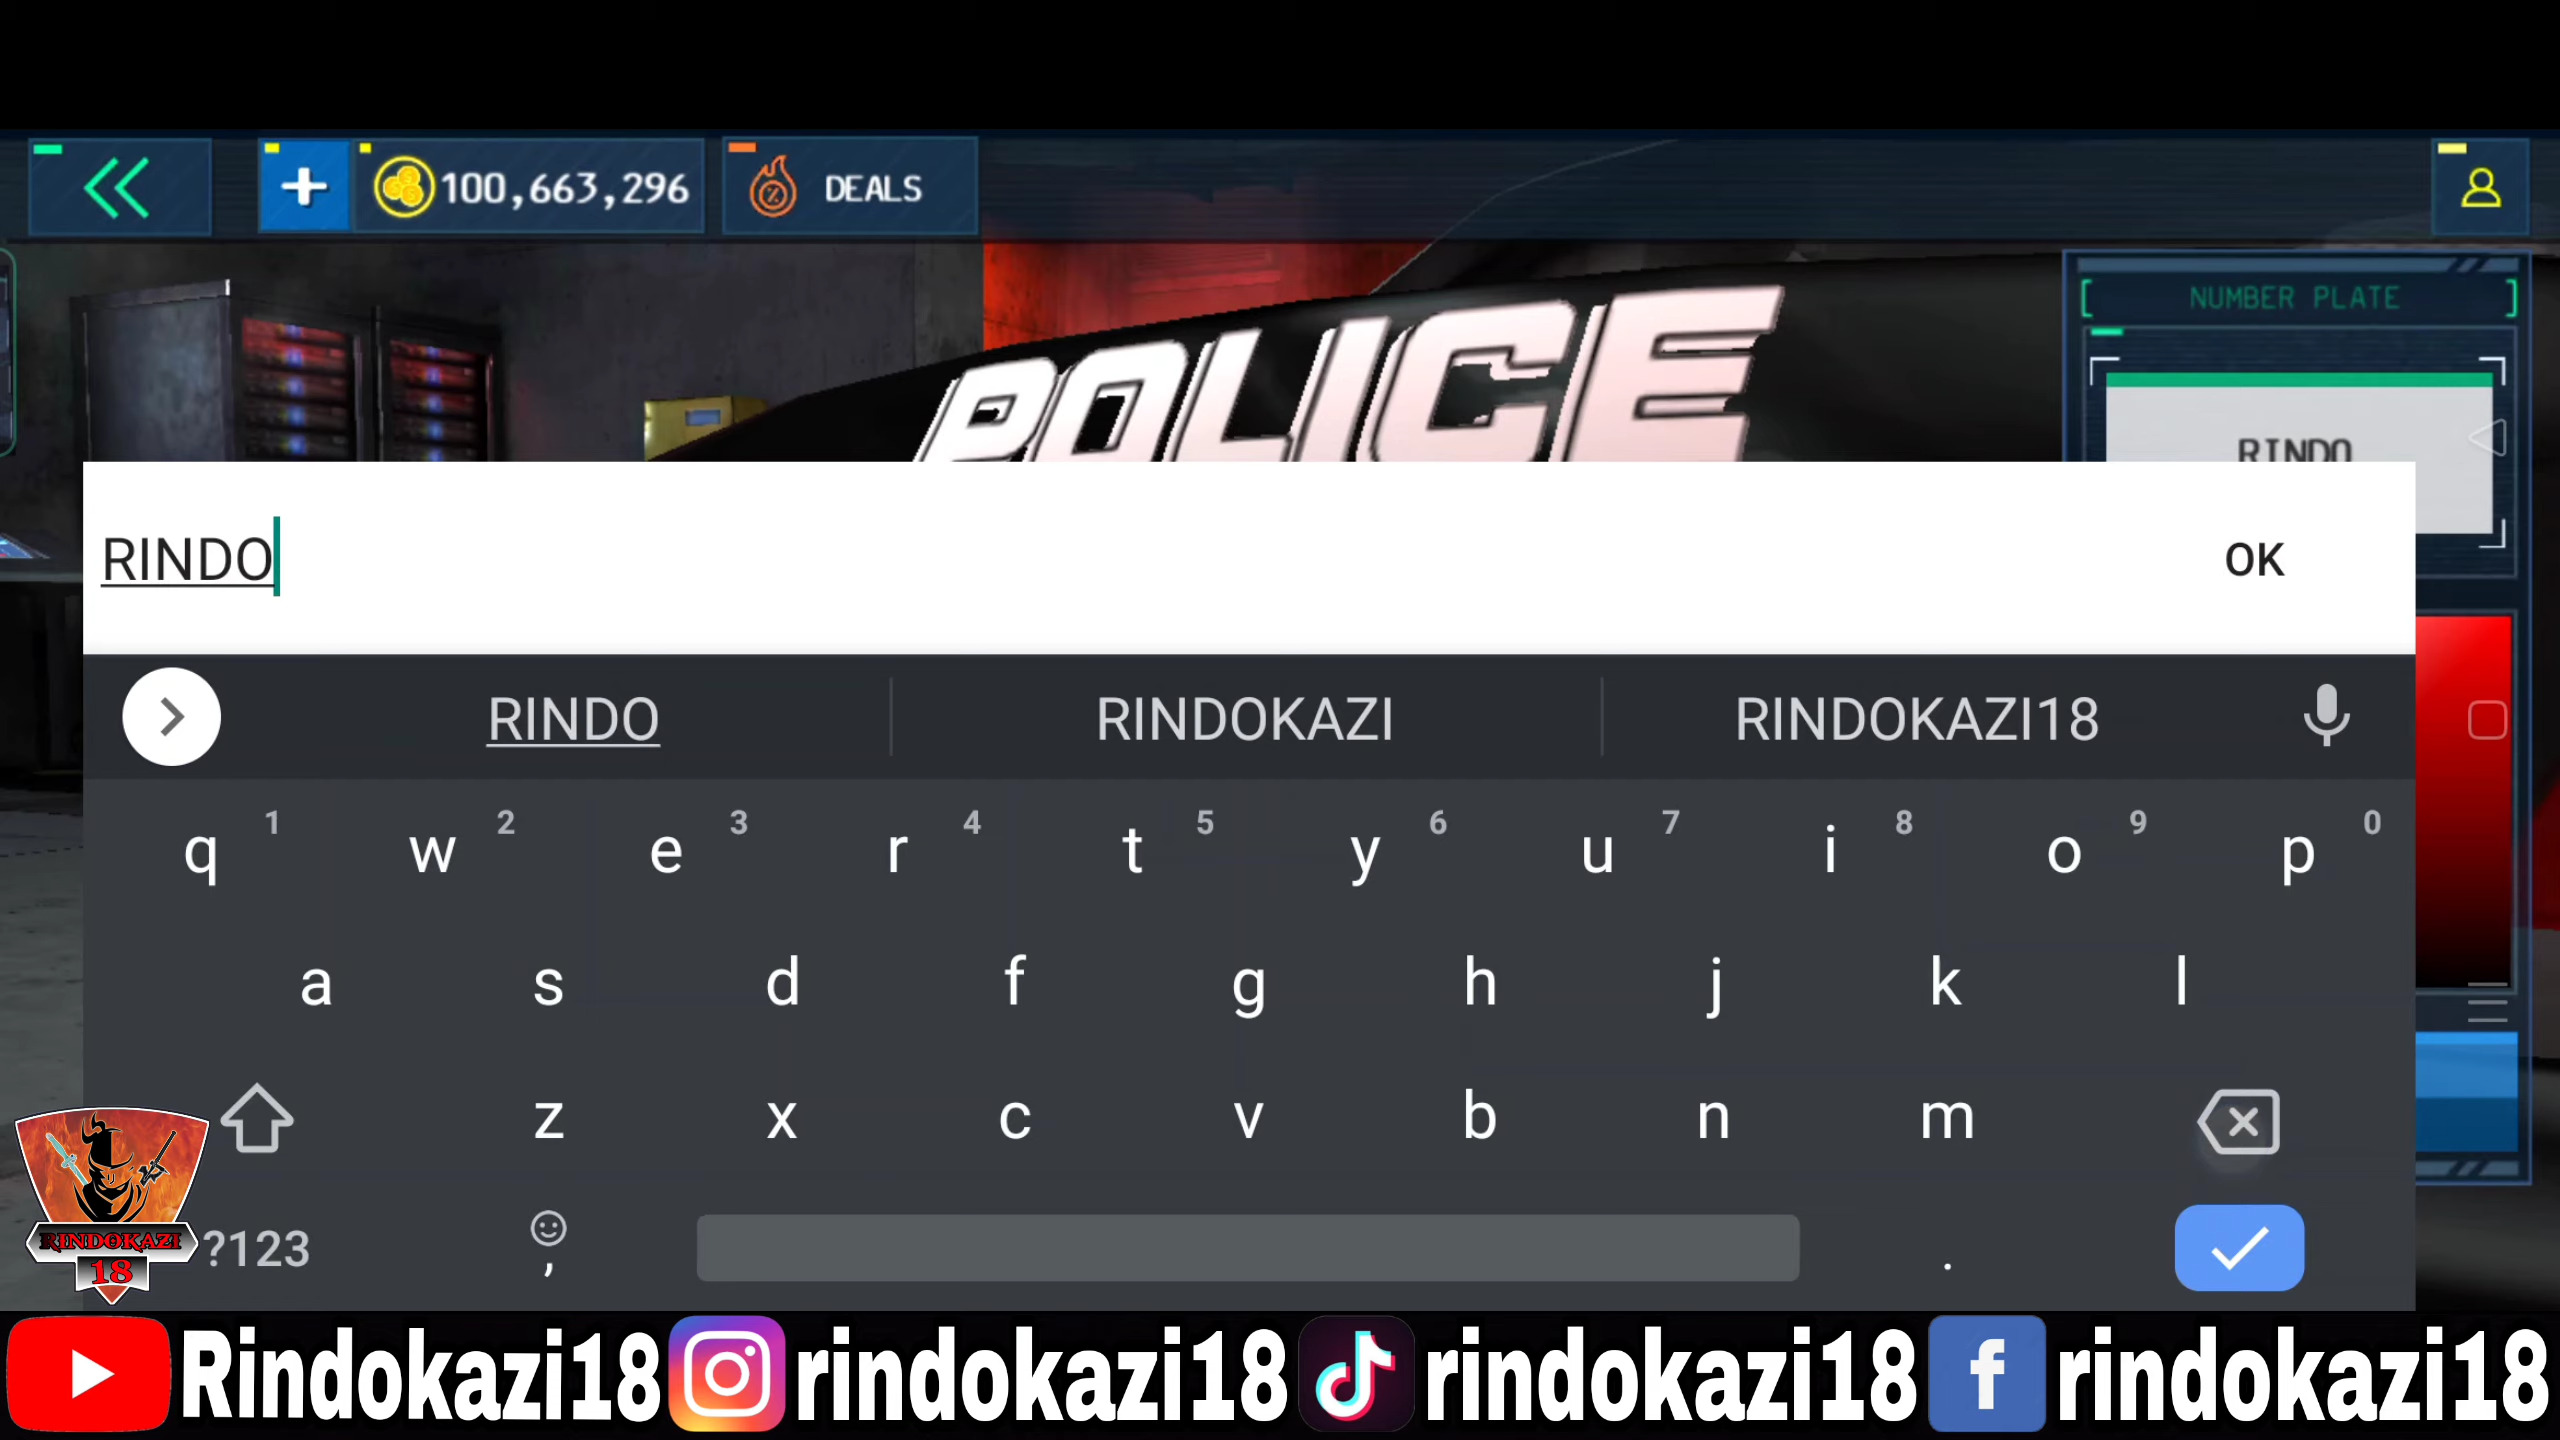 100,663,296
DEALS
NUMBER PLATE
POLICE
RINDO
RINDO
OK
RINDO
RINDOKAZI
RINDOKAZI18
1 2 3 4 5 6 7 8 9 0
q w e r t y u i o p
a s d f g h j k l
z x c v b n m
?123 , .
RINDOKAZI
18
Rindokazi18 rindokazi18 rindokazi18 rindokazi18